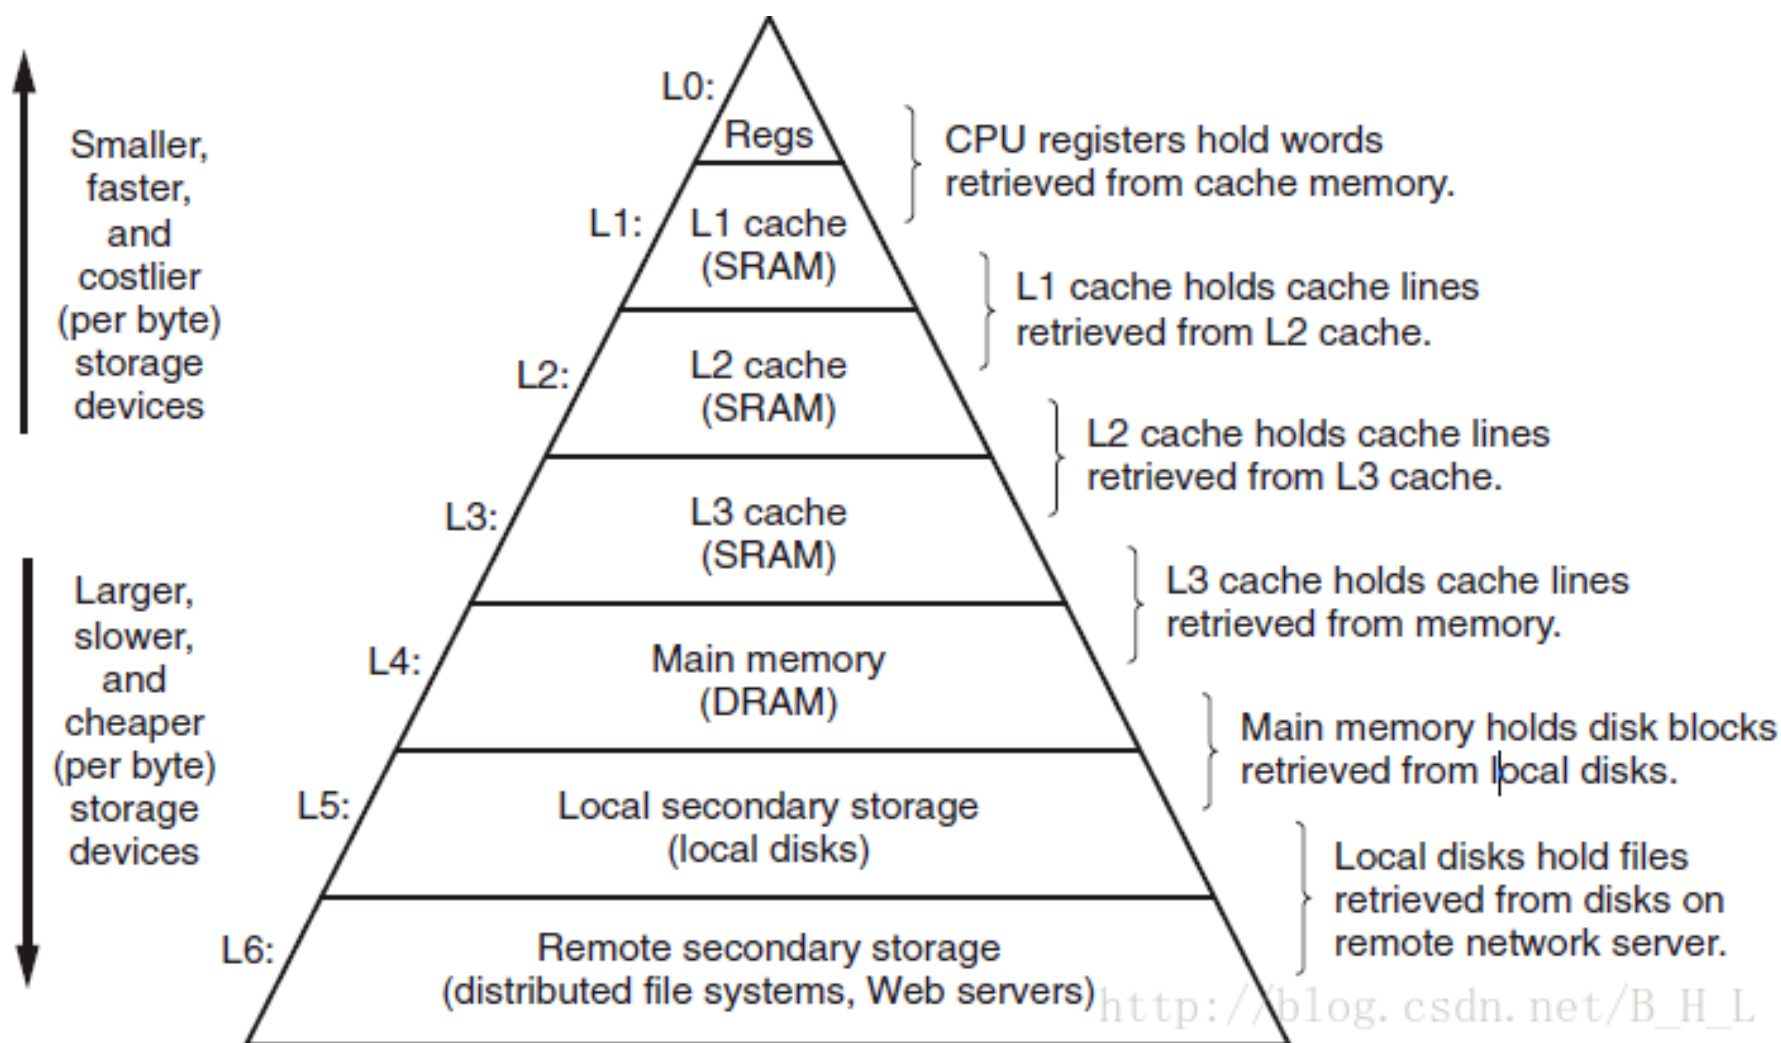 L0:
Regs
CPU registers hold words
retrieved from cache memory.
Smaller,
faster,
and
costlier
(per byte)
storage
devices
L1:
L1 cache
(SRAM)
L1 cache holds cache lines
retrieved from L2 cache.
L2:
L2 cache
(SRAM)
L2 cache holds cache lines
retrieved from L3 cache.
L3:
L3 cache
(SRAM)
L3 cache holds cache lines
retrieved from memory.
Larger,
slower,
and
cheaper
(per byte)
storage
devices
L4:
Main memory
(DRAM)
Main memory holds disk blocks
retrieved from local disks.
L5:
Local secondary storage
(local disks)
Local disks hold files
retrieved from disks on
remote network server.
L6:
Remote secondary storage
(distributed file systems, Web servers)
http://blog.csdn.net/B_H_L